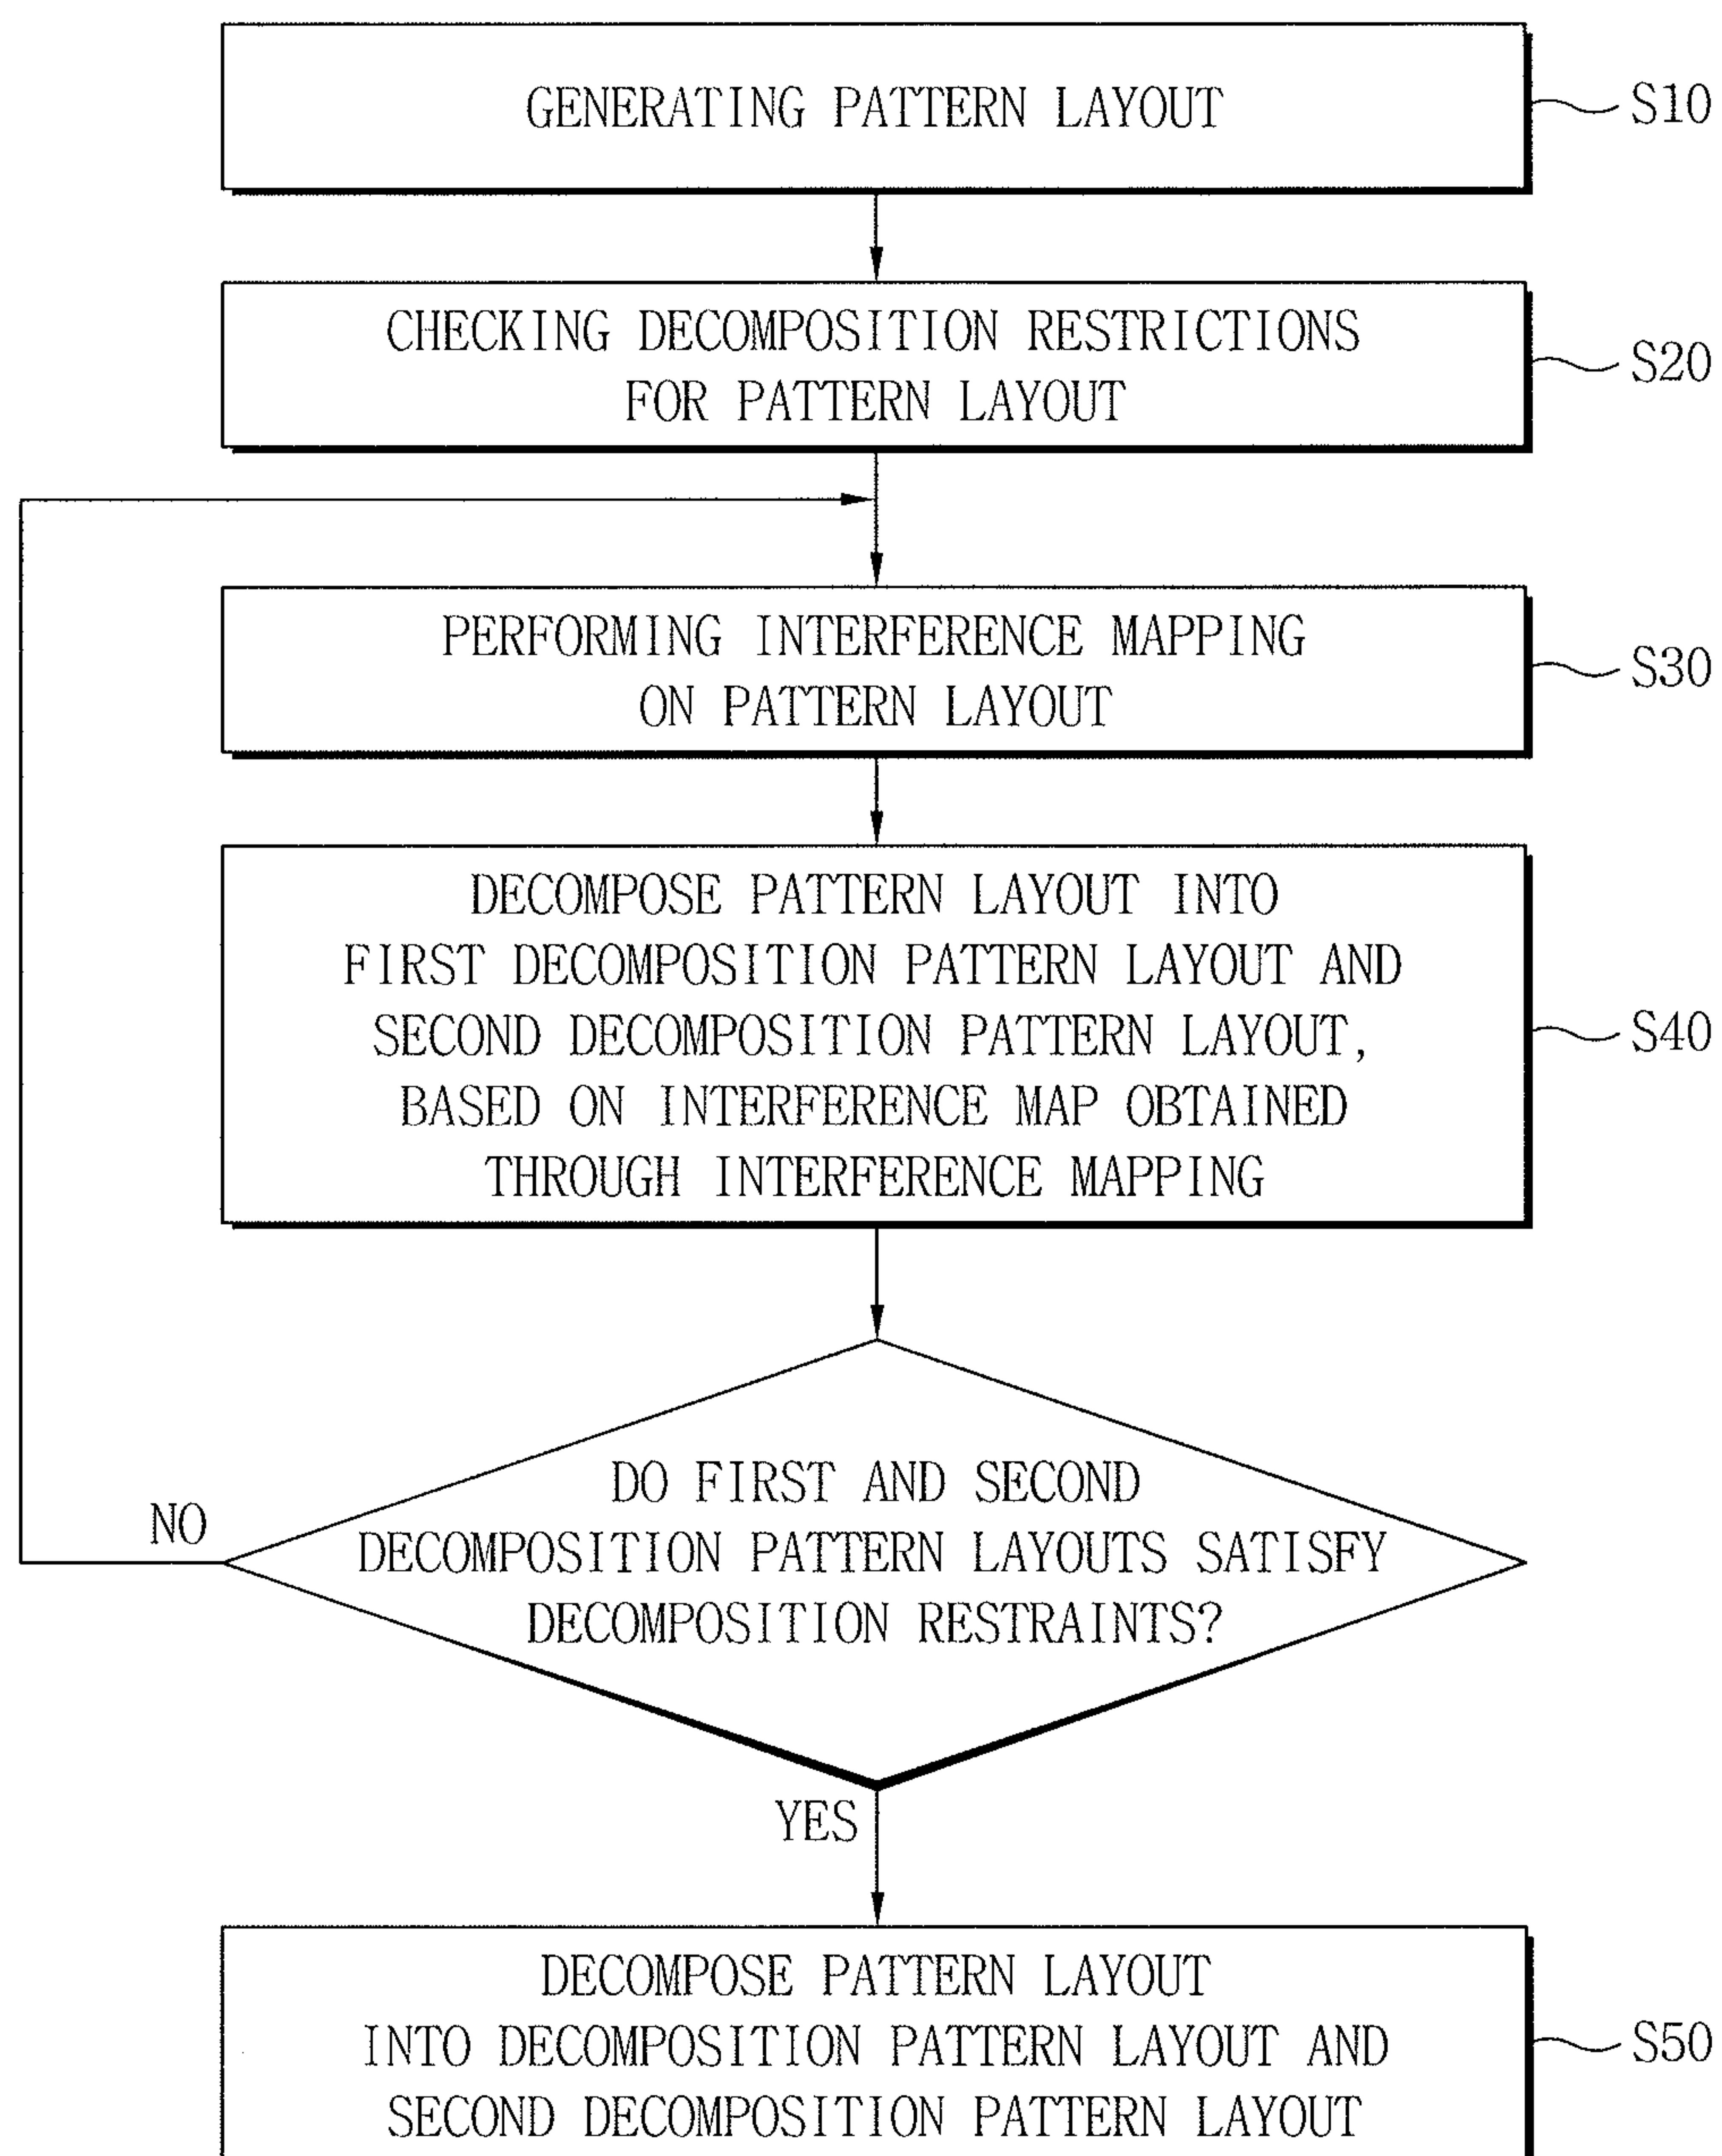 GENERATING PATTERN LAYOUT
S10
CHECKING DECOMPOSITION RESTRICTIONS
FOR PATTERN LAYOUT
S20
PERFORMING INTERFERENCE MAPPING
ON PATTERN LAYOUT
S30
DECOMPOSE PATTERN LAYOUT INTO
FIRST DECOMPOSITION PATTERN LAYOUT AND
SECOND DECOMPOSITION PATTERN LAYOUT,
BASED ON INTERFERENCE MAP OBTAINED
THROUGH INTERFERENCE MAPPING
S40
DO FIRST AND SECOND
DECOMPOSITION PATTERN LAYOUTS SATISFY
DECOMPOSITION RESTRAINTS?
NO
YES
DECOMPOSE PATTERN LAYOUT
INTO DECOMPOSITION PATTERN LAYOUT AND
SECOND DECOMPOSITION PATTERN LAYOUT
S50